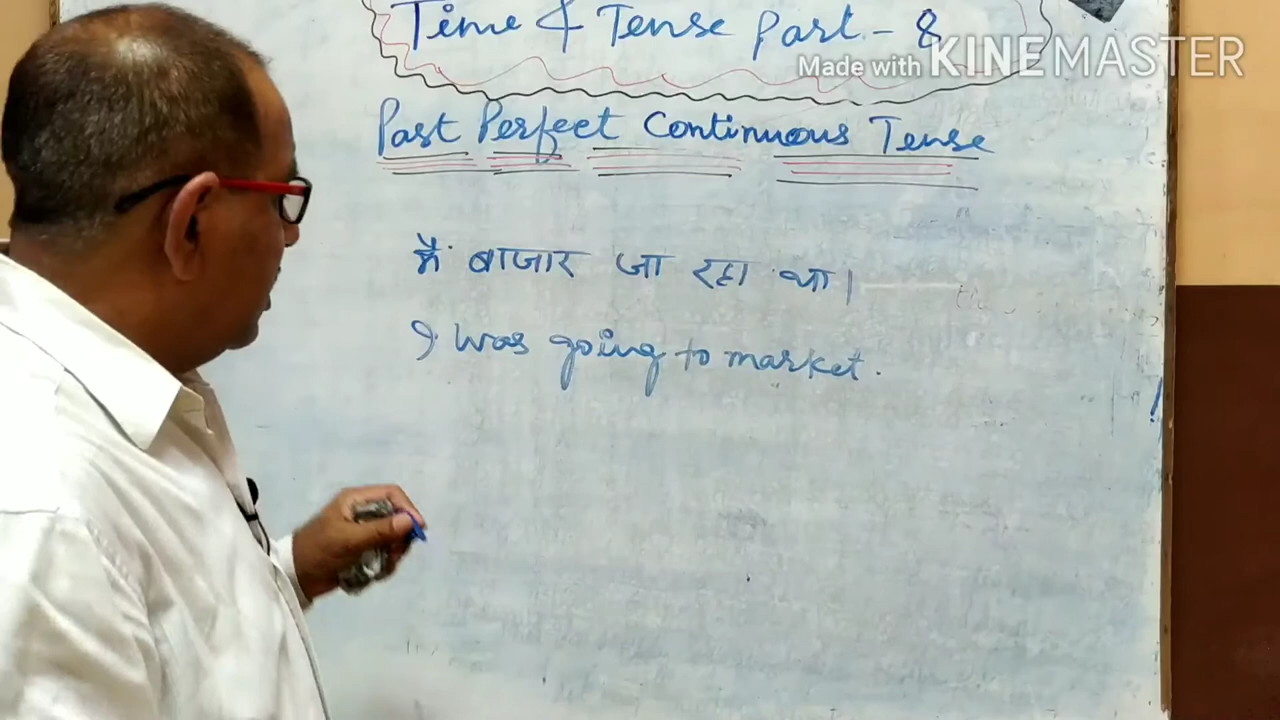 Time & Tense Part - 8
Made with KINEMASTER
Past Perfect Continuous Tense
मैं बाजार जा रहा था।
I was going to market.